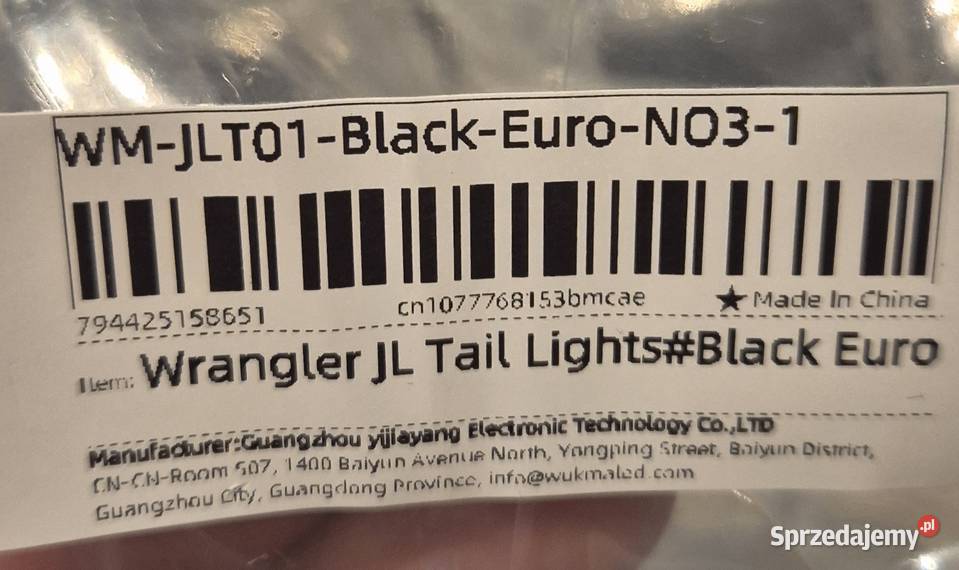 WM-JLT01-Black-Euro-NO3-1
794425158651 cn1077768153bmcae ★ Made In China
Item: Wrangler JL Tail Lights#Black Euro
Manufacturer:Guangzhou yijiayang Electronic Technology Co.,LTD
CN-CN-Room 507, 1400 Baiyun Avenue North, Yongping Street, Baiyun District,
Guangzhou City, Guangdong Province, info@wukmaled.com
Sprzedajemy.pl